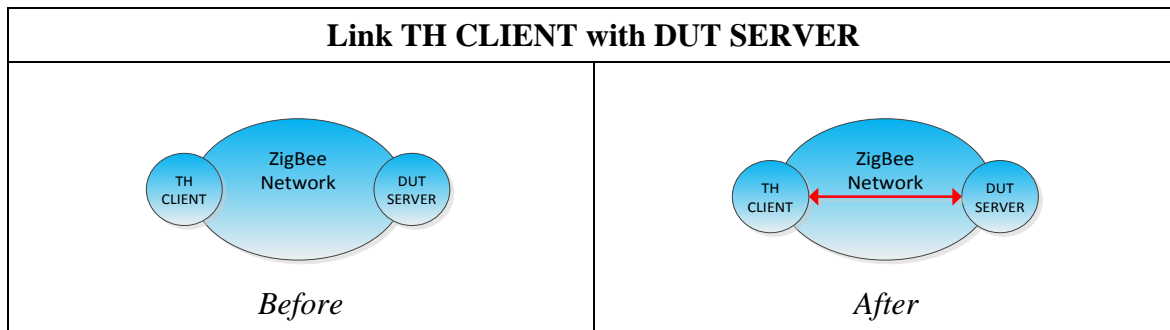 Link TH CLIENT with DUT SERVER
ZigBee
Network
TH
CLIENT
DUT
SERVER
Before
ZigBee
Network
TH
CLIENT
DUT
SERVER
After